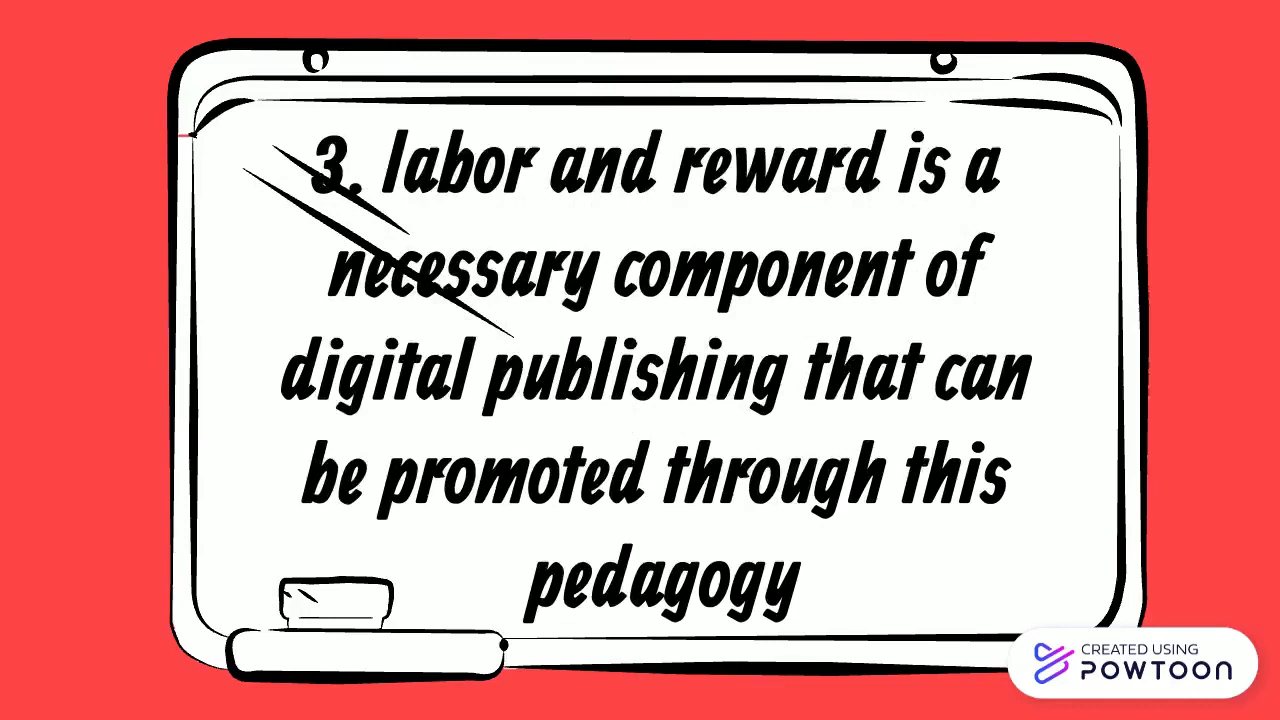 3. labor and reward is a
necessary component of
digital publishing that can
be promoted through this
pedagogy
CREATED USING
POWTOON